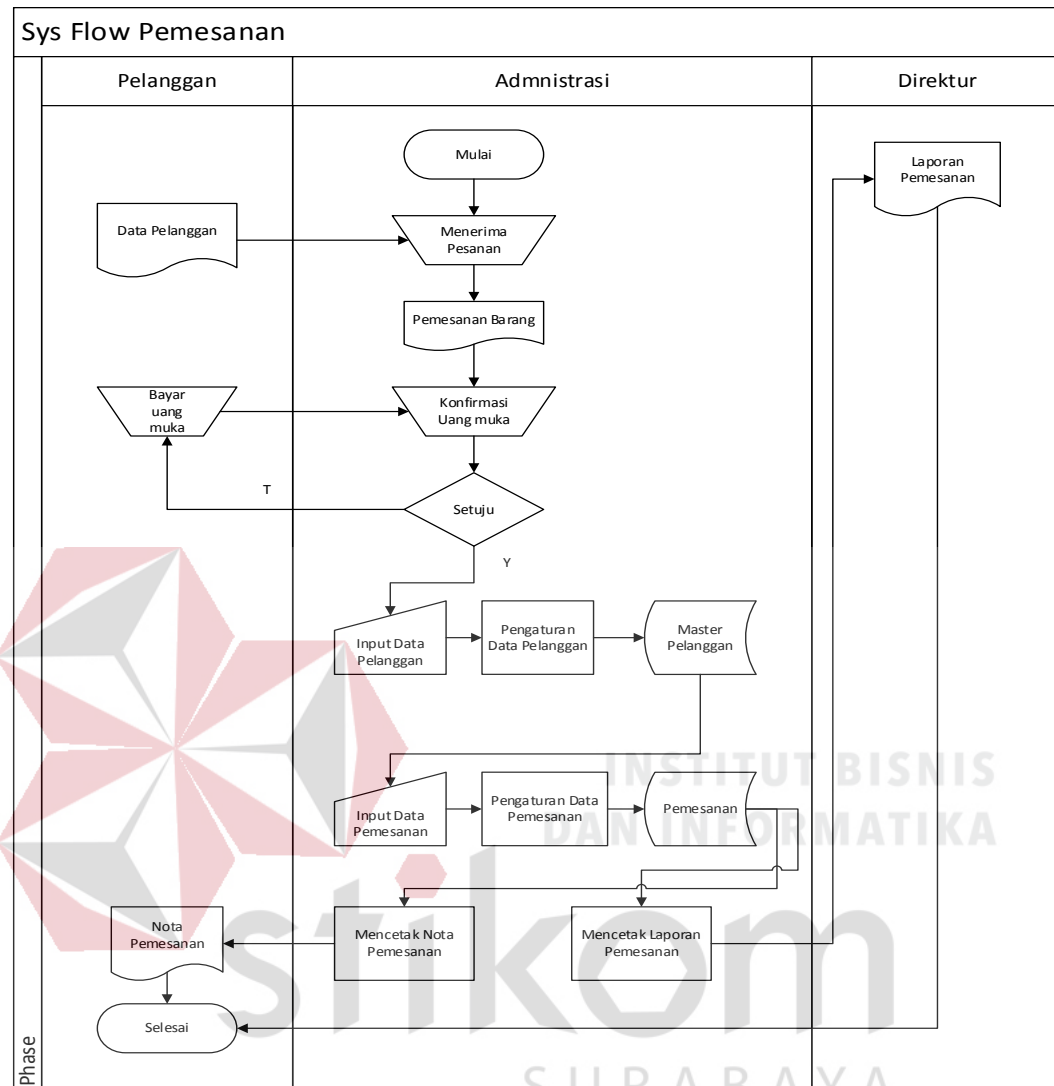 Sys Flow Pemesanan
Pelanggan
Admnistrasi
Direktur
Mulai
Laporan
Pemesanan
Data Pelanggan
Menerima
Pesanan
Pemesanan Barang
Bayar
uang
muka
Konfirmasi
Uang muka
T
Setuju
Y
Input Data
Pelanggan
Pengaturan
Data Pelanggan
Master
Pelanggan
INSTITUT BISNIS
DAN INFORMATIKA
Input Data
Pemesanan
Pengaturan Data
Pemesanan
Pemesanan
Nota
Pemesanan
Mencetak Nota
Pemesanan
Mencetak Laporan
Pemesanan
stikom
Selesai
SURABAYA
Phase